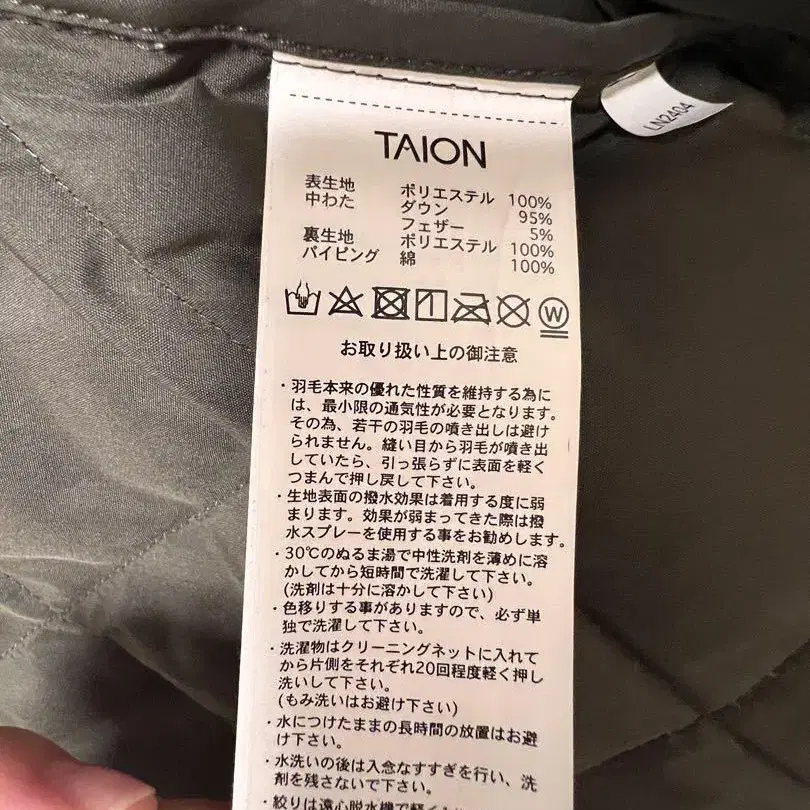 LN2404
TAION
表生地 ポリエステル 100%
中わた ダウン 95%
フェザー 5%
裏生地 ポリエステル 100%
パイピング 綿 100%
W
お取り扱い上の御注意
・羽毛本来の優れた性質を維持する為に
は、最小限の通気性が必要となります。
その為、若干の羽毛の噴き出しは避け
られません。縫い目から羽毛が噴き出
していたら、引っ張らずに表面を軽く
つまんで押し戻して下さい。
・生地表面の撥水効果は着用する度に弱
まります。効果が弱まってきた際は撥
水スプレーを使用する事をお勧めします。
・30℃のぬるま湯で中性洗剤を薄めに溶
かしてから短時間で洗濯して下さい。
(洗剤は十分に溶かして下さい)
・色移りする事がありますので、必ず単
独で洗濯して下さい。
・洗濯物はクリーニングネットに入れて
から片側をそれぞれ20回程度軽く押し
洗いして下さい。
(もみ洗いはお避け下さい)
・水につけたままの長時間の放置はお避
け下さい。
・水洗いの後は入念なすすぎを行い、洗
剤を残さないで下さい。
・絞りは遠心脱水機で軽く